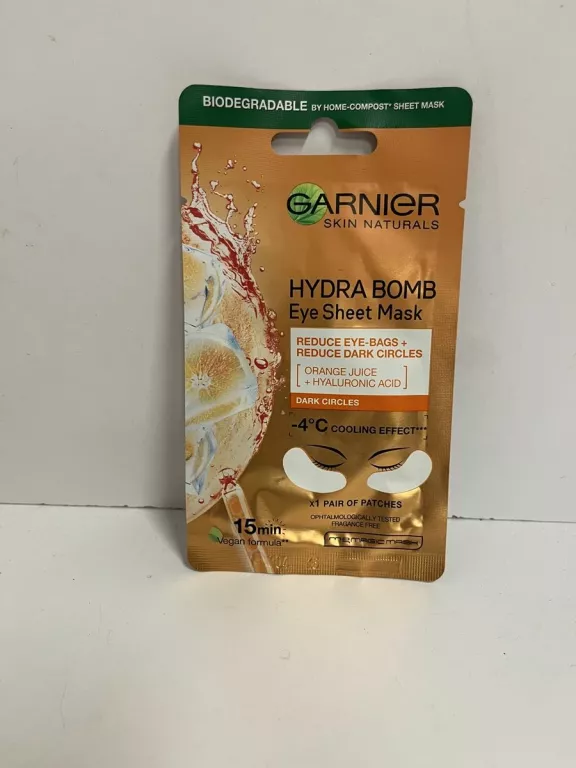 BIODEGRADABLE BY HOME-COMPOST* SHEET MASK
GARNIER
SKIN NATURALS
HYDRA BOMB
Eye Sheet Mask
REDUCE EYE-BAGS +
REDUCE DARK CIRCLES
[ ORANGE JUICE
+ HYALURONIC ACID ]
DARK CIRCLES
-4°C COOLING EFFECT***
X1 PAIR OF PATCHES
OPHTALMOLOGICALLY TESTED
FRAGANCE FREE
15min
Vegan formula**